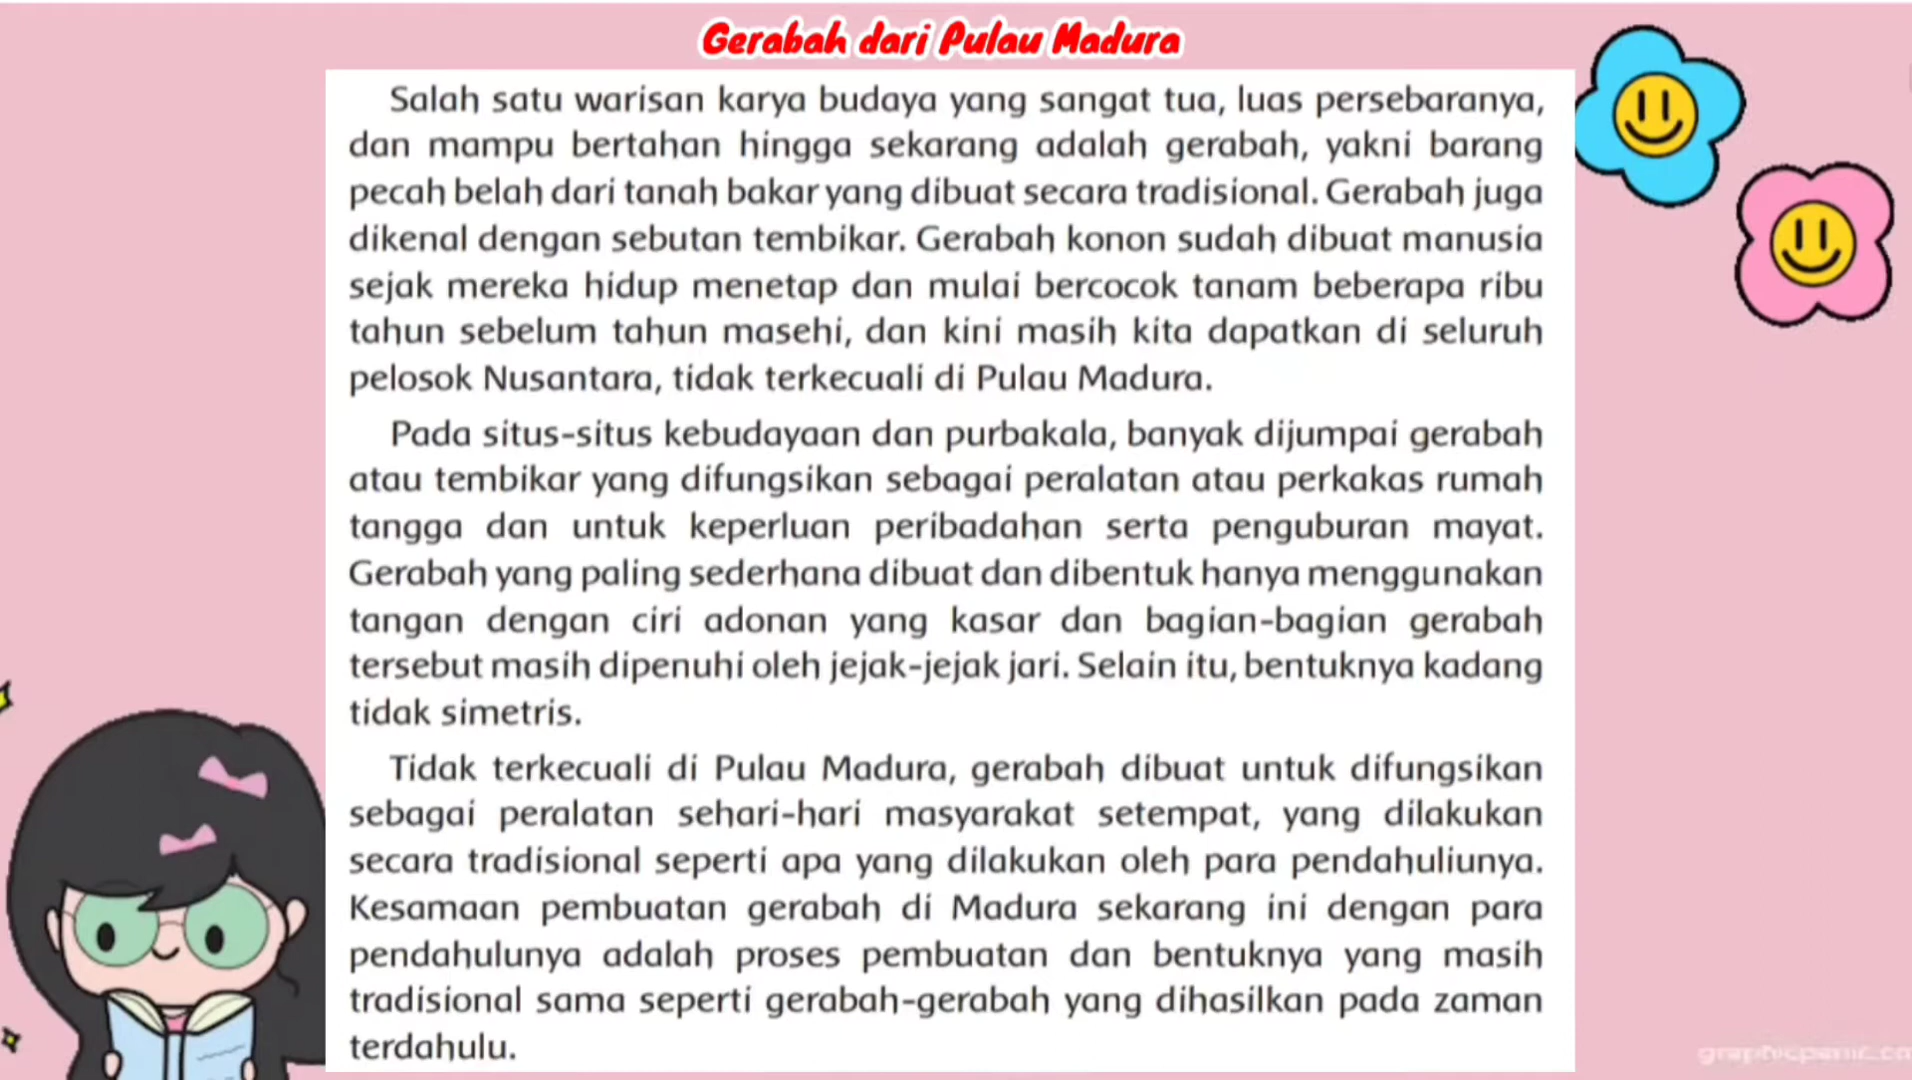 Gerabah dari Pulau Madura
Salah satu warisan karya budaya yang sangat tua, luas persebaranya,
dan mampu bertahan hingga sekarang adalah gerabah, yakni barang
pecah belah dari tanah bakar yang dibuat secara tradisional. Gerabah juga
dikenal dengan sebutan tembikar. Gerabah konon sudah dibuat manusia
sejak mereka hidup menetap dan mulai bercocok tanam beberapa ribu
tahun sebelum tahun masehi, dan kini masih kita dapatkan di seluruh
pelosok Nusantara, tidak terkecuali di Pulau Madura.
Pada situs-situs kebudayaan dan purbakala, banyak dijumpai gerabah
atau tembikar yang difungsikan sebagai peralatan atau perkakas rumah
tangga dan untuk keperluan peribadahan serta penguburan mayat.
Gerabah yang paling sederhana dibuat dan dibentuk hanya menggunakan
tangan dengan ciri adonan yang kasar dan bagian-bagian gerabah
tersebut masih dipenuhi oleh jejak-jejak jari. Selain itu, bentuknya kadang
tidak simetris.
Tidak terkecuali di Pulau Madura, gerabah dibuat untuk difungsikan
sebagai peralatan sehari-hari masyarakat setempat, yang dilakukan
secara tradisional seperti apa yang dilakukan oleh para pendahuliunya.
Kesamaan pembuatan gerabah di Madura sekarang ini dengan para
pendahulunya adalah proses pembuatan dan bentuknya yang masih
tradisional sama seperti gerabah-gerabah yang dihasilkan pada zaman
terdahulu.